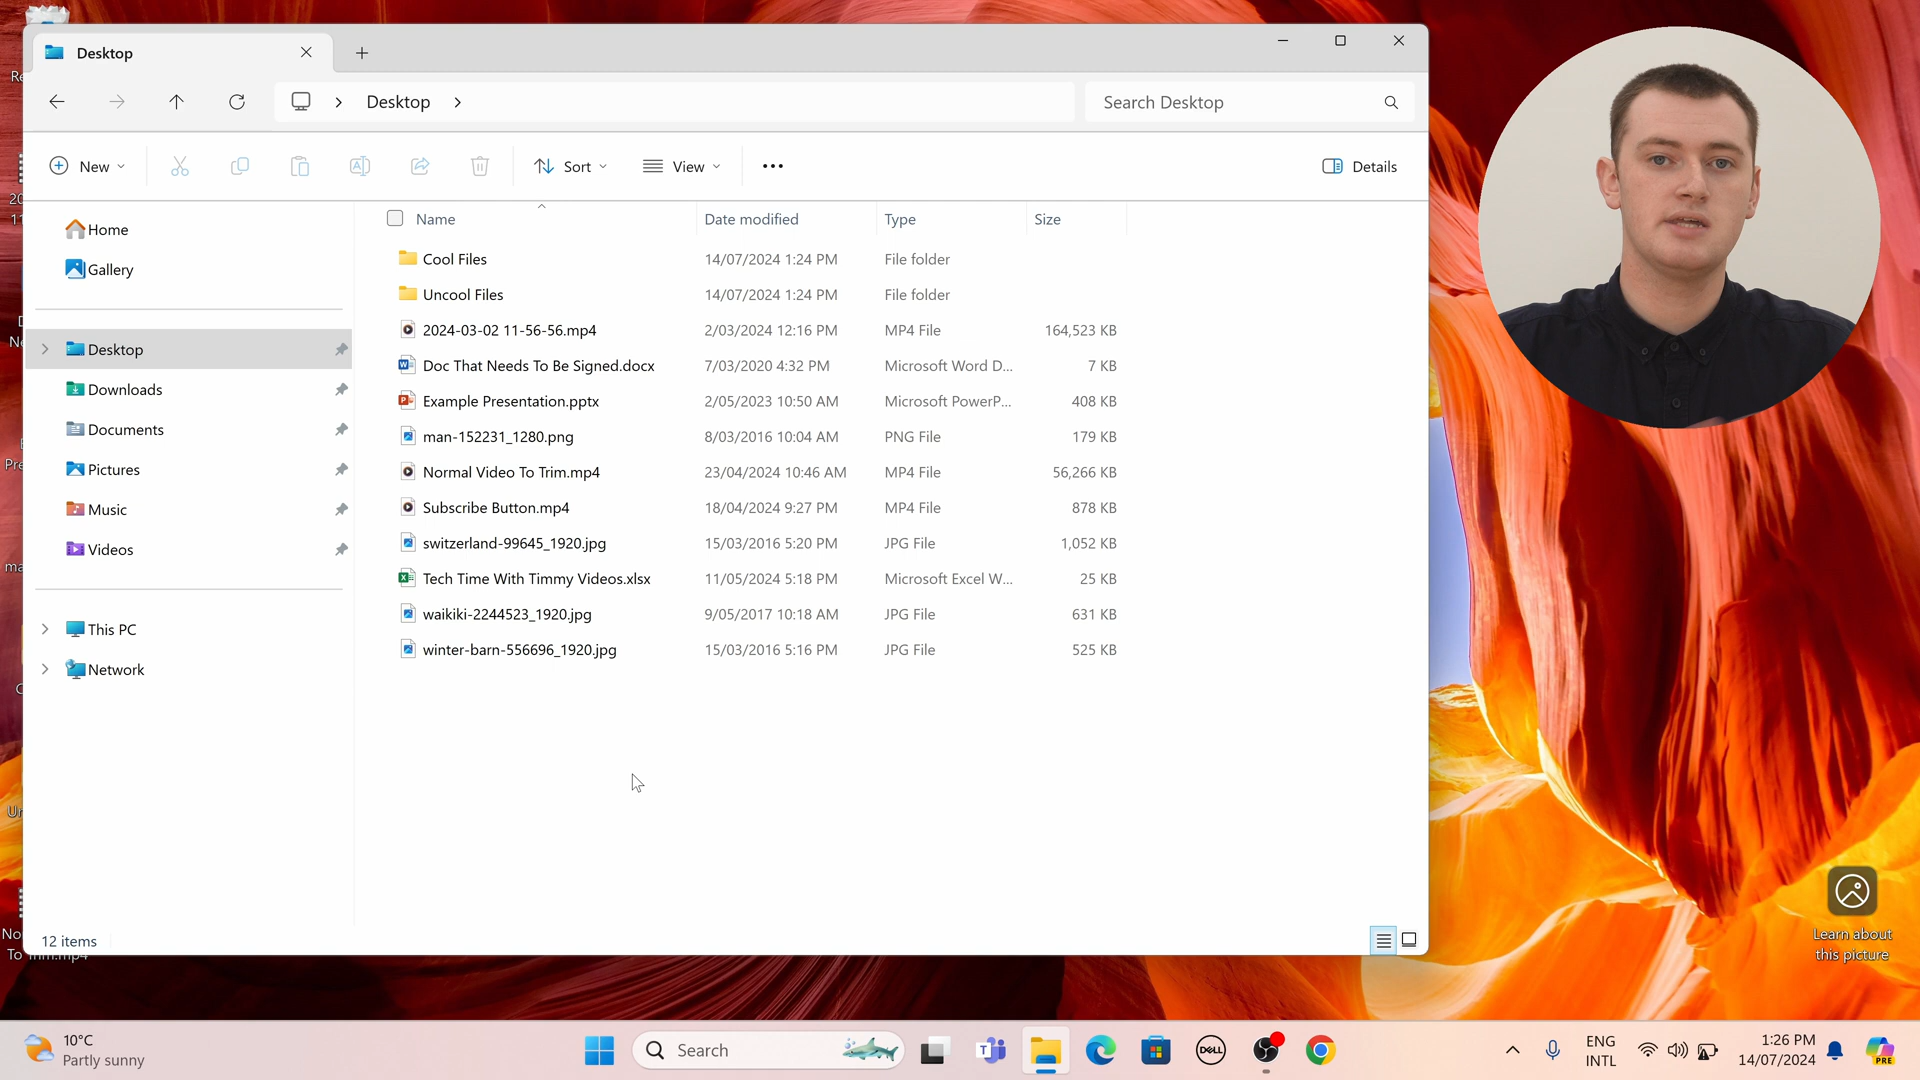 Desktop
Desktop
Search Desktop
New
Sort
View
Details
Name Date modified Type Size
Home
Gallery
Desktop
Downloads
Documents
Pictures
Music
Videos
This PC
Network
Cool Files 14/07/2024 1:24 PM File folder
Uncool Files 14/07/2024 1:24 PM File folder
2024-03-02 11-56-56.mp4 2/03/2024 12:16 PM MP4 File 164,523 KB
Doc That Needs To Be Signed.docx 7/03/2020 4:32 PM Microsoft Word D... 7 KB
Example Presentation.pptx 2/05/2023 10:50 AM Microsoft PowerP... 408 KB
man-152231_1280.png 8/03/2016 10:04 AM PNG File 179 KB
Normal Video To Trim.mp4 23/04/2024 10:46 AM MP4 File 56,266 KB
Subscribe Button.mp4 18/04/2024 9:27 PM MP4 File 878 KB
switzerland-99645_1920.jpg 15/03/2016 5:20 PM JPG File 1,052 KB
Tech Time With Timmy Videos.xlsx 11/05/2024 5:18 PM Microsoft Excel W... 25 KB
waikiki-2244523_1920.jpg 9/05/2017 10:18 AM JPG File 631 KB
winter-barn-556696_1920.jpg 15/03/2016 5:16 PM JPG File 525 KB
12 items
To Trim.mp4
Learn about
this picture
10°C
Partly sunny
Search
DELL
ENG
INTL
1:26 PM
14/07/2024
PRE